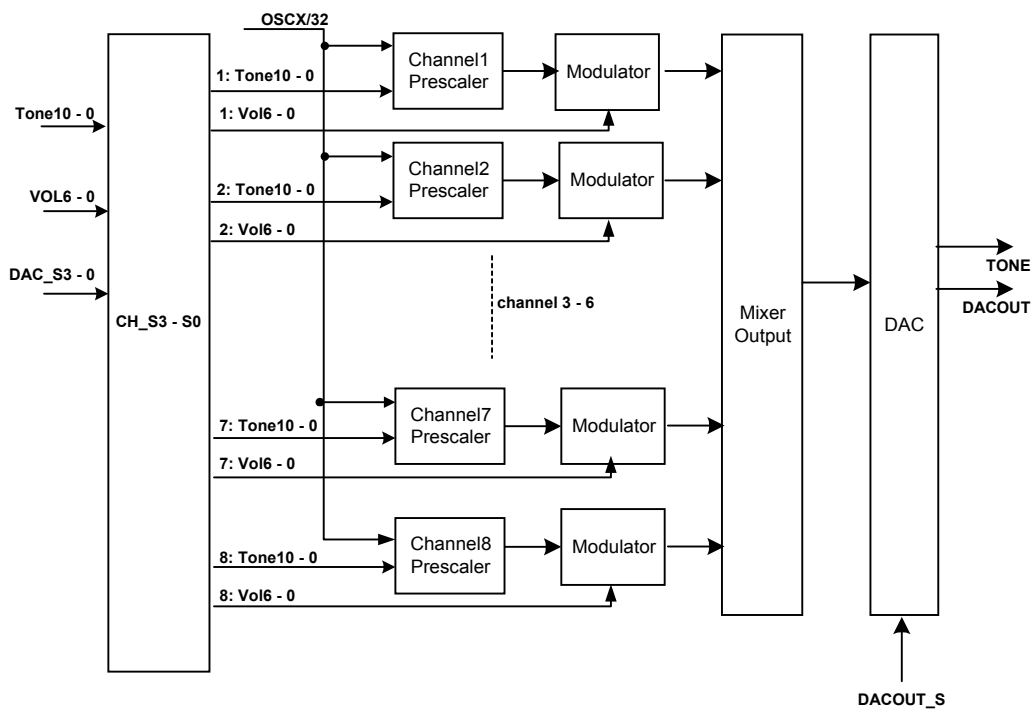 OSCX/32
Tone10 - 0
VOL6 - 0
DAC_S3 - 0
CH_S3 - S0
1: Tone10 - 0
1: Vol6 - 0
Channel1
Prescaler
Modulator
2: Tone10 - 0
2: Vol6 - 0
Channel2
Prescaler
Modulator
channel 3 - 6
7: Tone10 - 0
7: Vol6 - 0
Channel7
Prescaler
Modulator
8: Tone10 - 0
8: Vol6 - 0
Channel8
Prescaler
Modulator
Mixer
Output
DAC
TONE
DACOUT
DACOUT_S